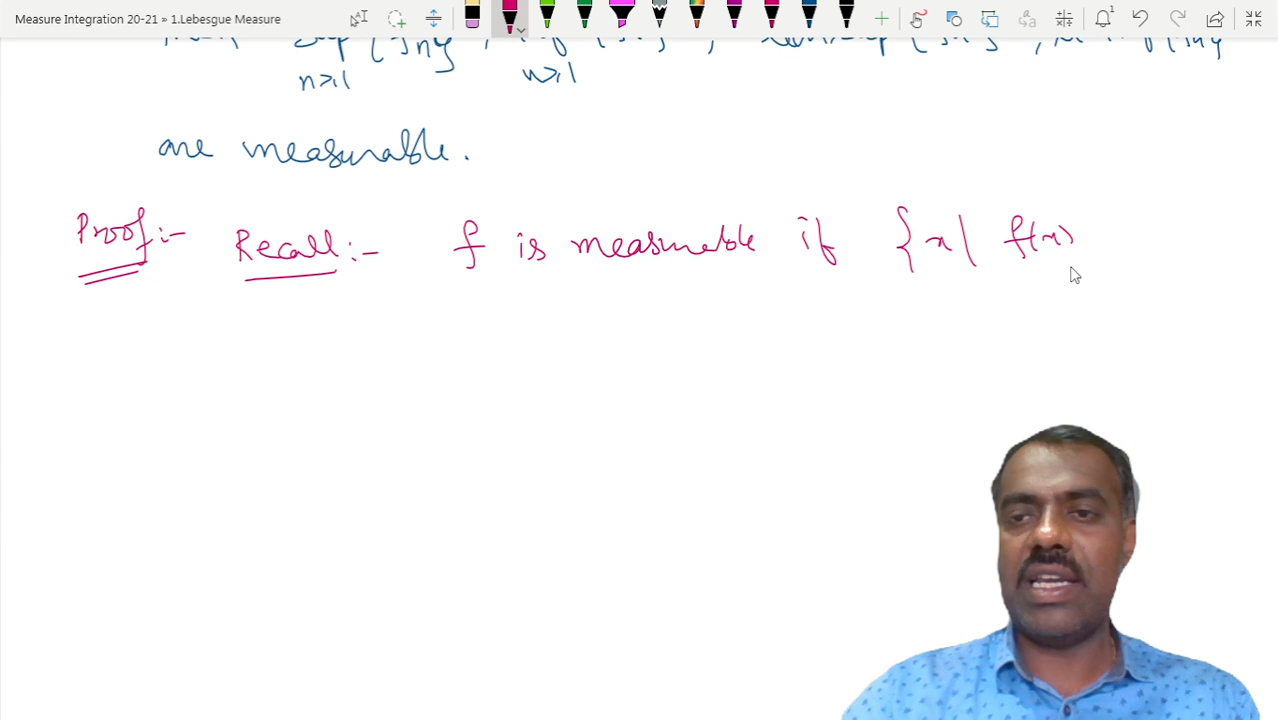 Measure Integration 20-21 » 1.Lebesgue Measure
n≥1 n≥1
are measurable.
Proof:- Recall:- f is measurable if {x| f(x)